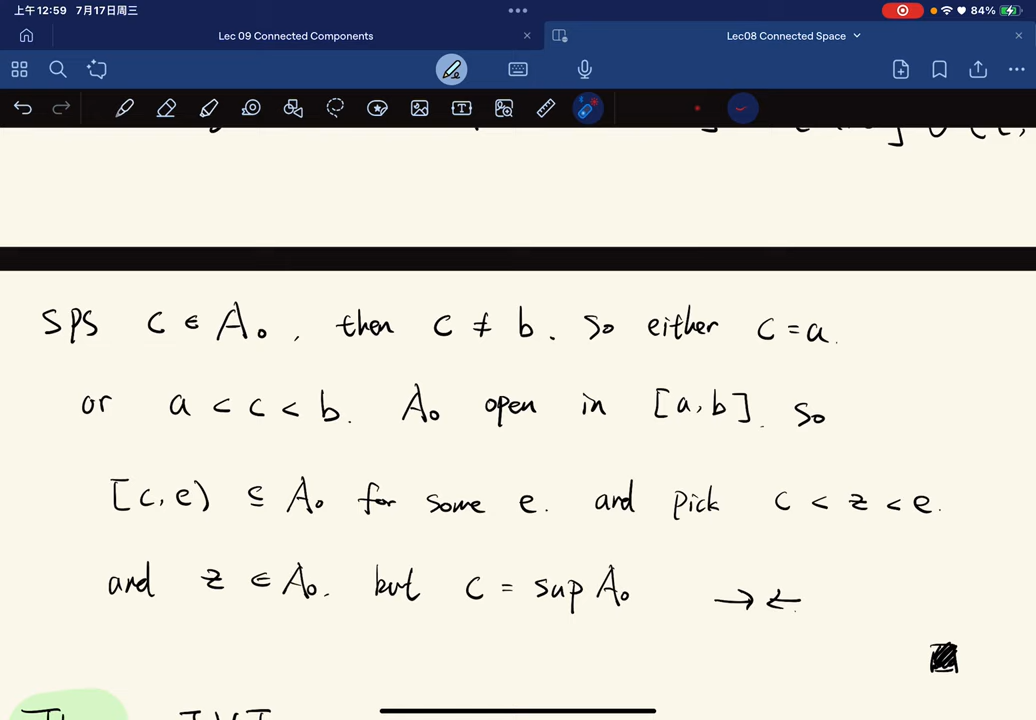 上午12:59 7月17日周三
84%
Lec 09 Connected Components
Lec08 Connected Space
SPS c ∈ A₀, then c ≠ b. So either c = a.
or a < c < b. A₀ open in [a, b]. So
[c, e) ⊆ A₀ for some e. and pick c < z < e.
and z ∈ A₀. but c = sup A₀ →←